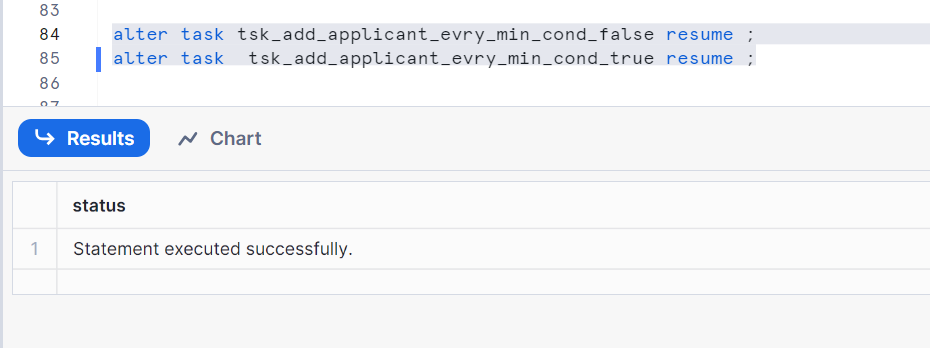 83
84 alter task tsk_add_applicant_evry_min_cond_false resume ;
85 alter task  tsk_add_applicant_evry_min_cond_true resume ;
86
87
Results Chart
status
1 Statement executed successfully.